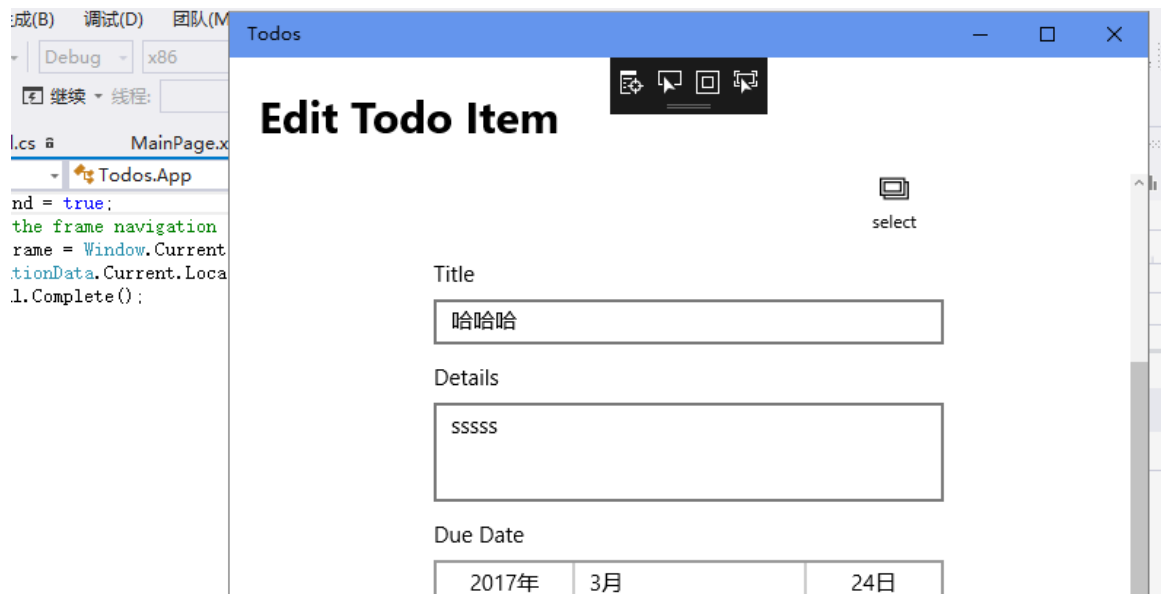 成(B) 调试(D) 团队(M
Debug x86
继续 线程:
l.cs MainPage.x
Todos.App
nd = true;
the frame navigation
rame = Window.Current
tionData.Current.Loca
l.Complete();
Todos
Edit Todo Item
select
Title
哈哈哈
Details
sssss
Due Date
2017年 3月 24日